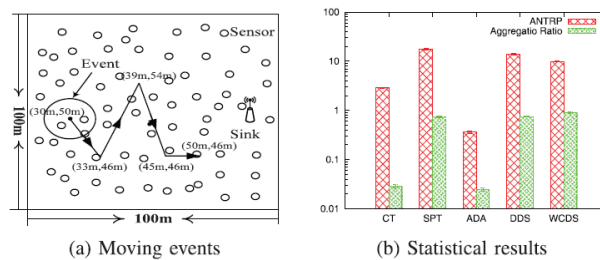 Sensor
Event
(39m,54m)
(30m,50m)
Sink
(50m,46m)
(33m,46m)
(45m,46m)
100m
100m
(a) Moving events
ANTRP
Aggregatio Ratio
100
10
1
0.1
0.01
CT SPT ADA DDS WCDS
(b) Statistical results